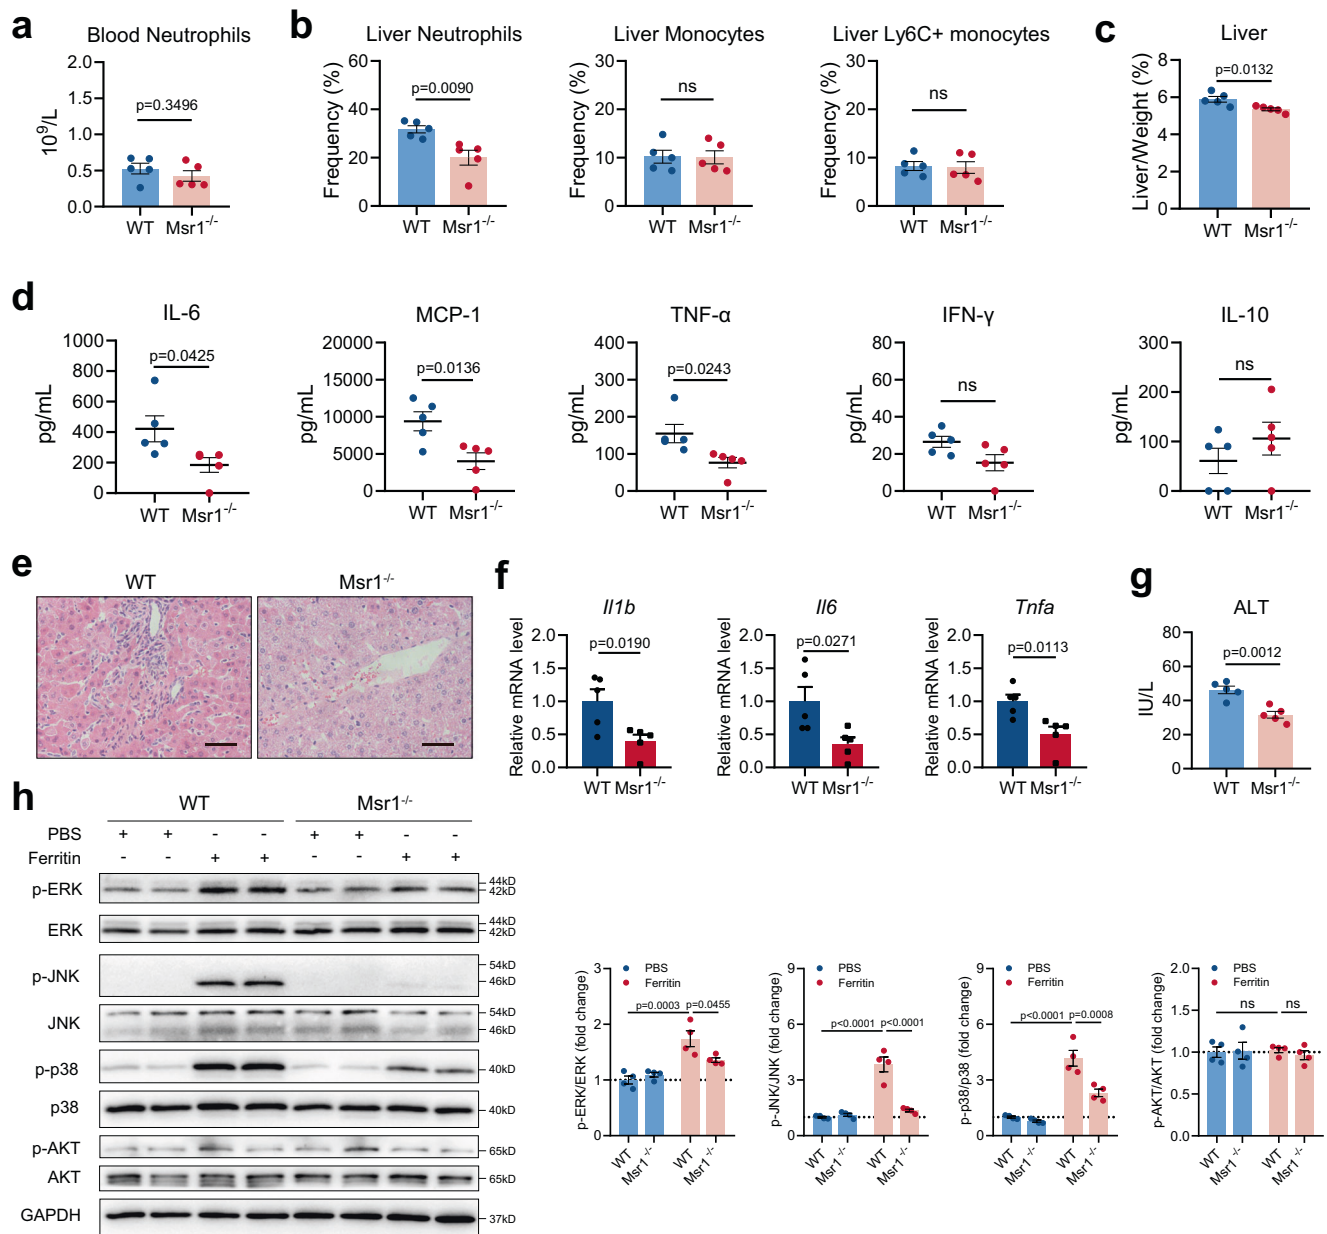 a
Blood Neutrophils
2.0
1.5
1.0
0.5
0.0
10⁹/L
p=0.3496
WT Msr1⁻/⁻
b
Liver Neutrophils
60
40
20
0
Frequency (%)
p=0.0090
WT Msr1⁻/⁻
Liver Monocytes
30
20
10
0
Frequency (%)
ns
WT Msr1⁻/⁻
Liver Ly6C+ monocytes
30
20
10
0
Frequency (%)
ns
WT Msr1⁻/⁻
c
Liver
8
6
4
2
0
Liver/Weight (%)
p=0.0132
WT Msr1⁻/⁻
d
IL-6
1000
800
600
400
200
0
pg/mL
p=0.0425
WT Msr1⁻/⁻
MCP-1
20000
15000
10000
5000
0
pg/mL
p=0.0136
WT Msr1⁻/⁻
TNF-α
400
300
200
100
0
pg/mL
p=0.0243
WT Msr1⁻/⁻
IFN-γ
80
60
40
20
0
pg/mL
ns
WT Msr1⁻/⁻
IL-10
300
200
100
0
pg/mL
ns
WT Msr1⁻/⁻
e
WT Msr1⁻/⁻
f
Il1b
2.0
1.5
1.0
0.5
0.0
Relative mRNA level
p=0.0190
WT Msr1⁻/⁻
Il6
2.0
1.5
1.0
0.5
0.0
Relative mRNA level
p=0.0271
WT Msr1⁻/⁻
Tnfa
2.0
1.5
1.0
0.5
0.0
Relative mRNA level
p=0.0113
WT Msr1⁻/⁻
g
ALT
80
60
40
20
0
IU/L
p=0.0012
WT Msr1⁻/⁻
h
WT Msr1⁻/⁻
PBS + + - - + + - -
Ferritin - - + + - - + +
p-ERK 44kD
42kD
ERK 44kD
42kD
p-JNK 54kD
46kD
JNK 54kD
46kD
p-p38 40kD
p38 40kD
p-AKT 65kD
AKT 65kD
GAPDH 37kD
PBS
Ferritin
3
2
1
0
p-ERK/ERK (fold change)
p=0.0003 p=0.0455
WT Msr1⁻/⁻ WT Msr1⁻/⁻
PBS
Ferritin
9
6
3
0
p-JNK/JNK (fold change)
p<0.0001 p<0.0001
WT Msr1⁻/⁻ WT Msr1⁻/⁻
PBS
Ferritin
9
6
3
0
p-p38/p38 (fold change)
p<0.0001 p=0.0008
WT Msr1⁻/⁻ WT Msr1⁻/⁻
PBS
Ferritin
2.0
1.5
1.0
0.5
0.0
p-AKT/AKT (fold change)
ns ns
WT Msr1⁻/⁻ WT Msr1⁻/⁻